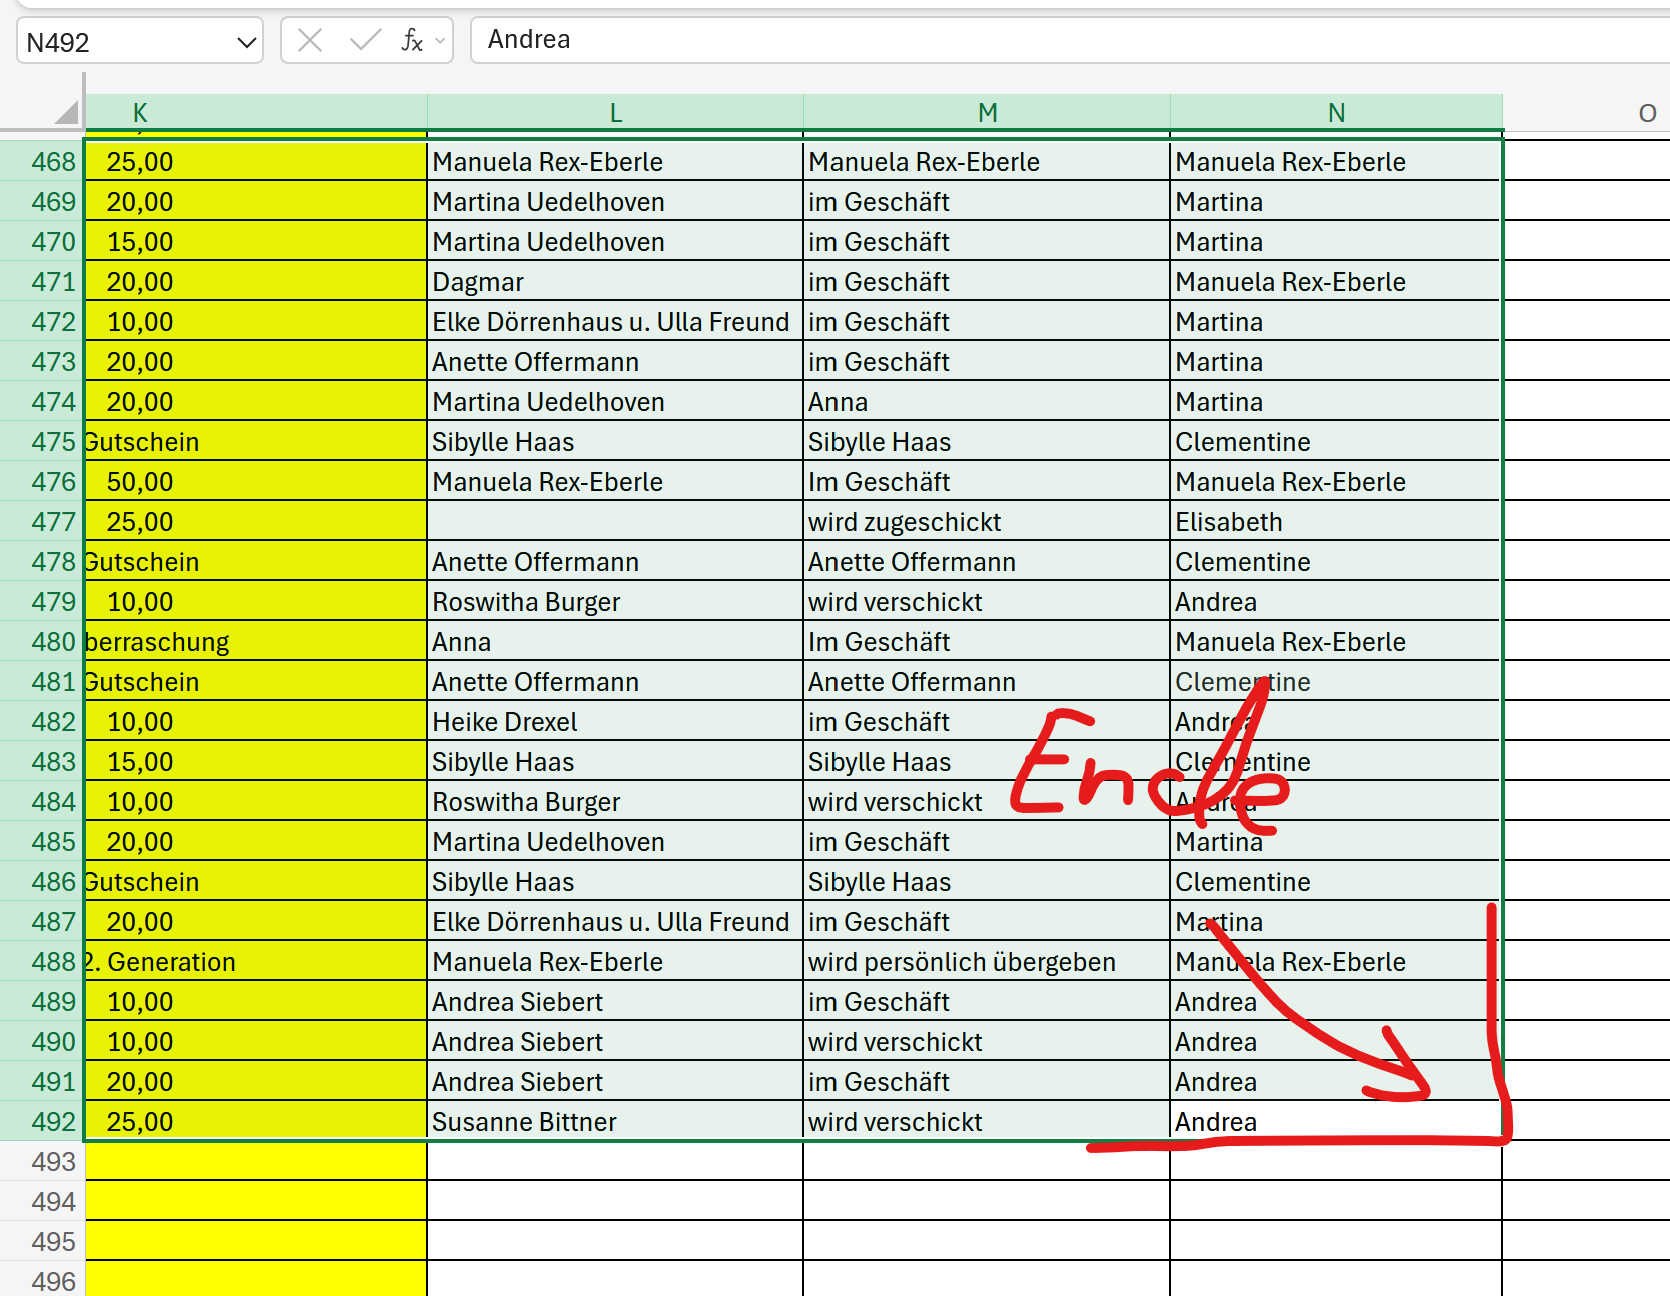 N492 fx Andrea
K L M N O
468 25,00 Manuela Rex-Eberle Manuela Rex-Eberle Manuela Rex-Eberle
469 20,00 Martina Uedelhoven im Geschäft Martina
470 15,00 Martina Uedelhoven im Geschäft Martina
471 20,00 Dagmar im Geschäft Manuela Rex-Eberle
472 10,00 Elke Dörrenhaus u. Ulla Freund im Geschäft Martina
473 20,00 Anette Offermann im Geschäft Martina
474 20,00 Martina Uedelhoven Anna Martina
475 Gutschein Sibylle Haas Sibylle Haas Clementine
476 50,00 Manuela Rex-Eberle Im Geschäft Manuela Rex-Eberle
477 25,00 wird zugeschickt Elisabeth
478 Gutschein Anette Offermann Anette Offermann Clementine
479 10,00 Roswitha Burger wird verschickt Andrea
480 berraschung Anna Im Geschäft Manuela Rex-Eberle
481 Gutschein Anette Offermann Anette Offermann Clementine
482 10,00 Heike Drexel im Geschäft Andrea
483 15,00 Sibylle Haas Sibylle Haas Clementine
Ende
484 10,00 Roswitha Burger wird verschickt Andrea
485 20,00 Martina Uedelhoven im Geschäft Martina
486 Gutschein Sibylle Haas Sibylle Haas Clementine
487 20,00 Elke Dörrenhaus u. Ulla Freund im Geschäft Martina
488 2. Generation Manuela Rex-Eberle wird persönlich übergeben Manuela Rex-Eberle
489 10,00 Andrea Siebert im Geschäft Andrea
490 10,00 Andrea Siebert wird verschickt Andrea
491 20,00 Andrea Siebert im Geschäft Andrea
492 25,00 Susanne Bittner wird verschickt Andrea
493
494
495
496